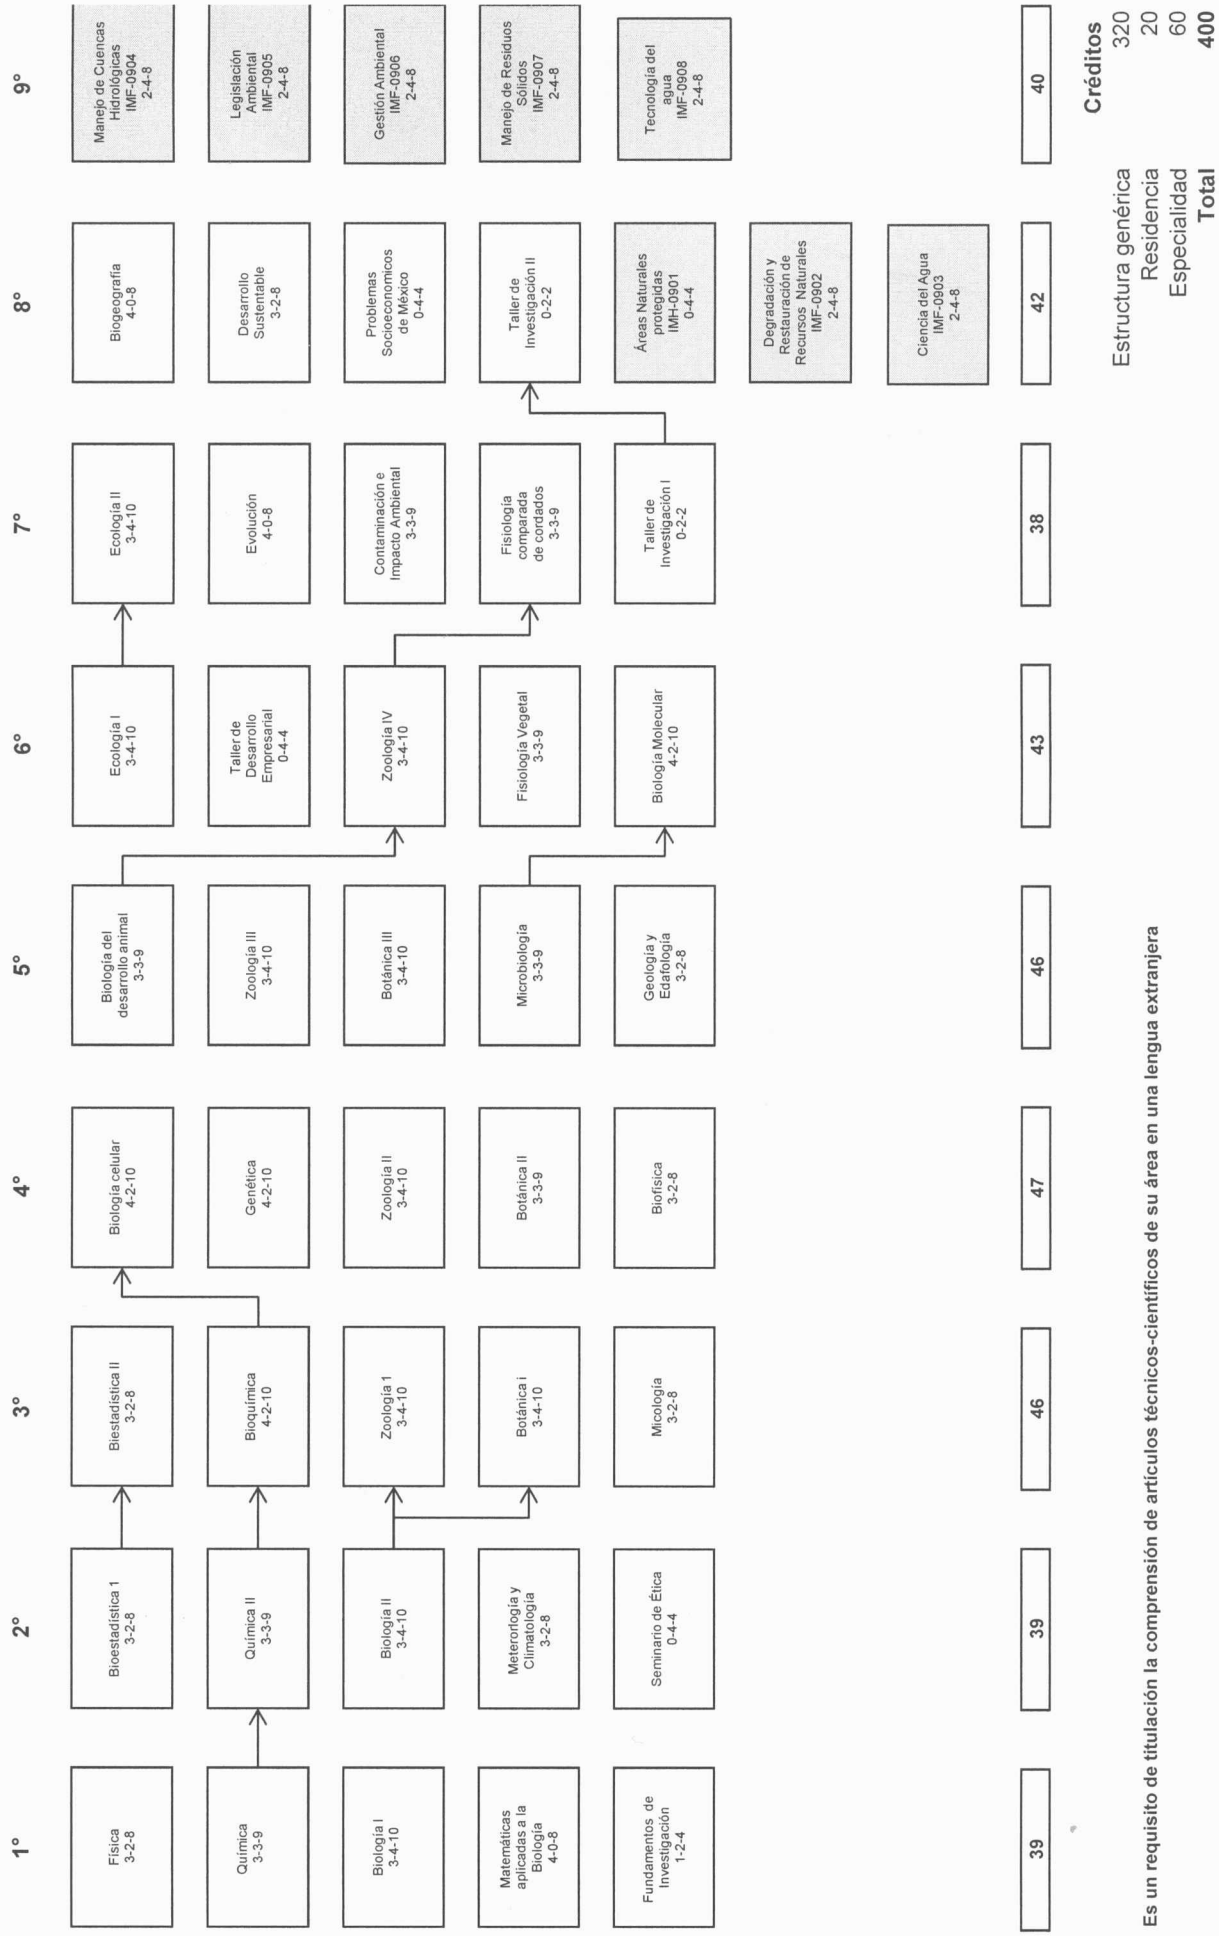 1°
Física
3-2-8
Química
3-3-9
Biología I
3-4-10
Matemáticas
aplicadas a la
Biología
4-0-8
Fundamentos de
Investigación
1-2-4
39
2°
Bioestadística 1
3-2-8
Química II
3-3-9
Biología II
3-4-10
Meterorlogía y
Climatología
3-2-8
Seminario de Ética
0-4-4
39
3°
Biestadística II
3-2-8
Bioquímica
4-2-10
Zoología 1
3-4-10
Botánica i
3-4-10
Micología
3-2-8
46
4°
Biología celular
4-2-10
Genética
4-2-10
Zoología II
3-4-10
Botánica II
3-3-9
Biofísica
3-2-8
47
5°
Biología del
desarrollo animal
3-3-9
Zoología III
3-4-10
Botánica III
3-4-10
Microbiología
3-3-9
Geología y
Edafología
3-2-8
46
6°
Ecología I
3-4-10
Taller de
Desarrollo
Empresarial
0-4-4
Zoología IV
3-4-10
Fisiología Vegetal
3-3-9
Biología Molecular
4-2-10
43
7°
Ecología II
3-4-10
Evolución
4-0-8
Contaminación e
Impacto Ambiental
3-3-9
Fisiología
comparada
de cordados
3-3-9
Taller de
Investigación I
0-2-2
38
8°
Biogeografía
4-0-8
Desarrollo
Sustentable
3-2-8
Problemas
Socioeconomicos
de México
0-4-4
Taller de
Investigación II
0-2-2
Áreas Naturales
protegidas
IMH-0901
0-4-4
Degradación y
Restauración de
Recursos Naturales
IMF-0902
2-4-8
Ciencia del Agua
IMF-0903
2-4-8
42
9°
Manejo de Cuencas
Hidrológicas
IMF-0904
2-4-8
Legislación
Ambiental
IMF-0905
2-4-8
Gestión Ambiental
IMF-0906
2-4-8
Manejo de Residuos
Sólidos
IMF-0907
2-4-8
Tecnología del
agua
IMF-0908
2-4-8
40
Créditos
Estructura genérica 320
Residencia 20
Especialidad 60
Total 400
Es un requisito de titulación la comprensión de artículos técnicos-científicos de su área en una lengua extranjera